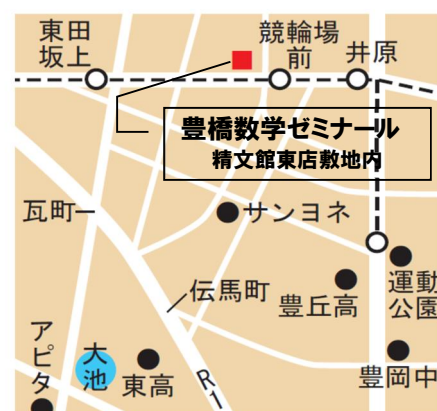 東田
坂上
競輪場
前
井原
豊橋数学ゼミナール
精文館東店敷地内
瓦町
サンヨネ
伝馬町
豊丘高
運動
公園
アピタ
大池
東高
R1
豊岡中